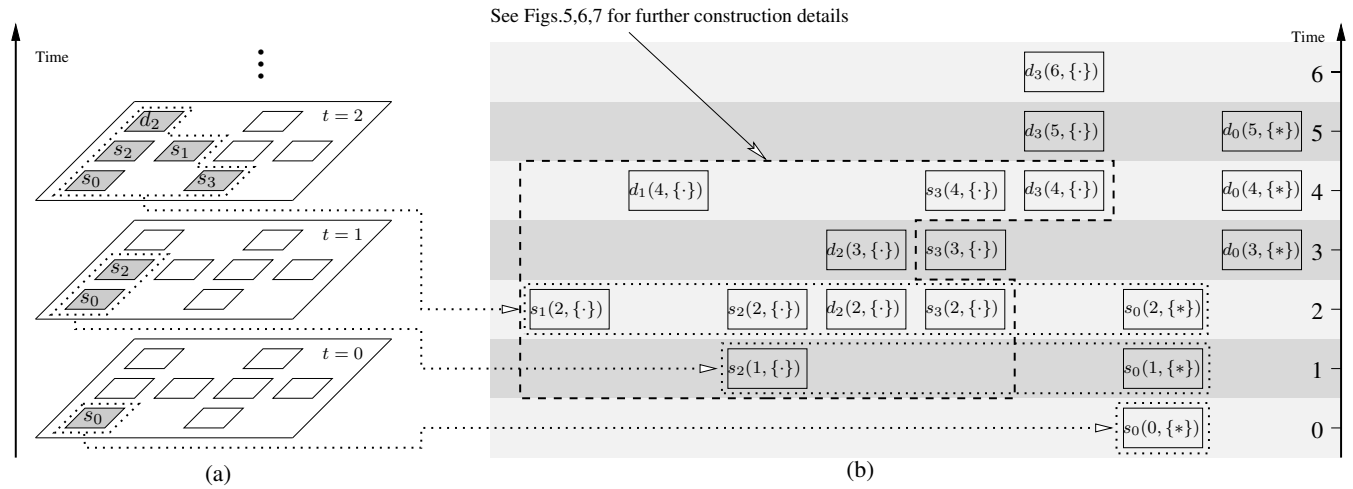 See Figs.5,6,7 for further construction details
Time
Time
d₃(6, {·})
6
t = 2
d₂
d₃(5, {·})
d₀(5, {*})
5
s₂ s₁
s₀ s₃
d₁(4, {·})
s₃(4, {·})
d₃(4, {·})
d₀(4, {*})
4
t = 1
d₂(3, {·})
s₃(3, {·})
d₀(3, {*})
3
s₂
s₀
s₁(2, {·})
s₂(2, {·})
d₂(2, {·})
s₃(2, {·})
s₀(2, {*})
2
t = 0
s₂(1, {·})
s₀(1, {*})
1
s₀
s₀(0, {*})
0
(a)
(b)